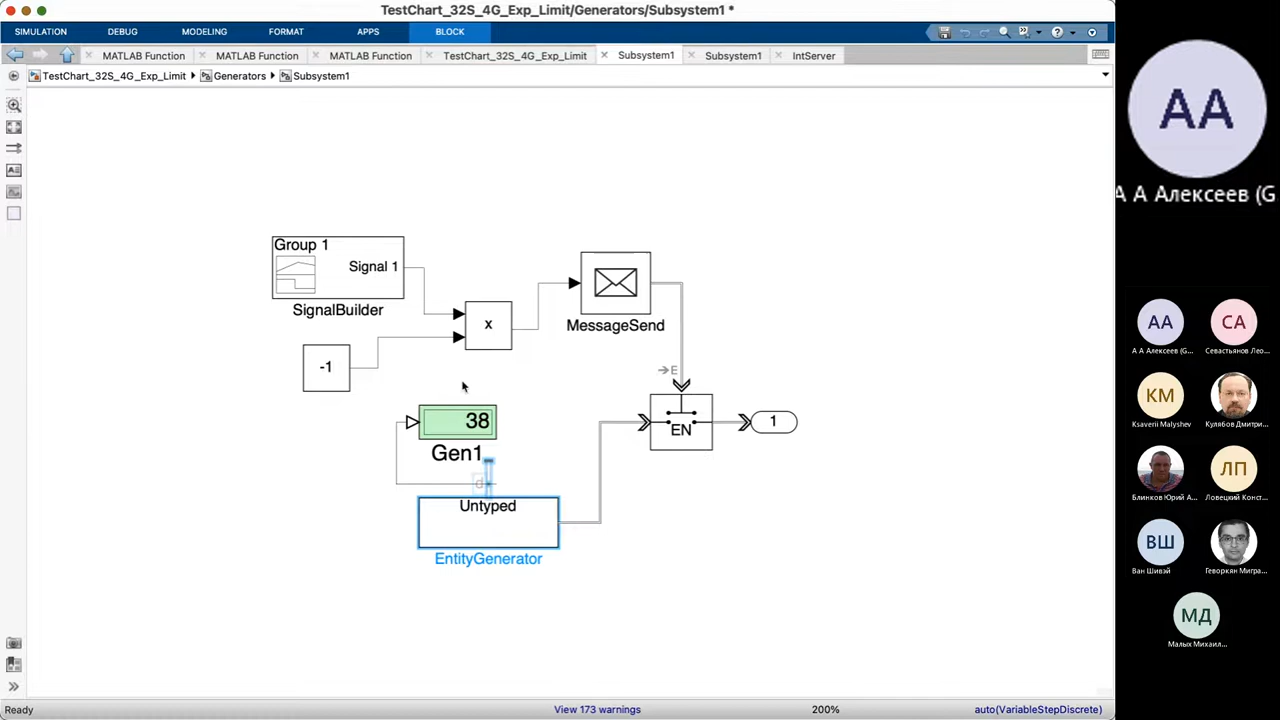 TestChart_32S_4G_Exp_Limit/Generators/Subsystem1 *
SIMULATION DEBUG MODELING FORMAT APPS BLOCK
MATLAB Function MATLAB Function MATLAB Function TestChart_32S_4G_Exp_Limit Subsystem1 Subsystem1 IntServer
TestChart_32S_4G_Exp_Limit Generators Subsystem1
Group 1
Signal 1
SignalBuilder
-1
x
MessageSend
E
EN
1
38
Gen1
d
Untyped
EntityGenerator
Ready View 173 warnings 200% auto(VariableStepDiscrete)
АА
А А Алексеев (G
АА
А А Алексеев (G...
СА
Севастьянов Лео...
KM
Ksaverii Malyshev
Кулябов Дмитри...
Блинков Юрий А...
ЛП
Ловецкий Конст...
ВШ
Ван Шивэй
Геворкян Мигра...
МД
Малых Михаил...